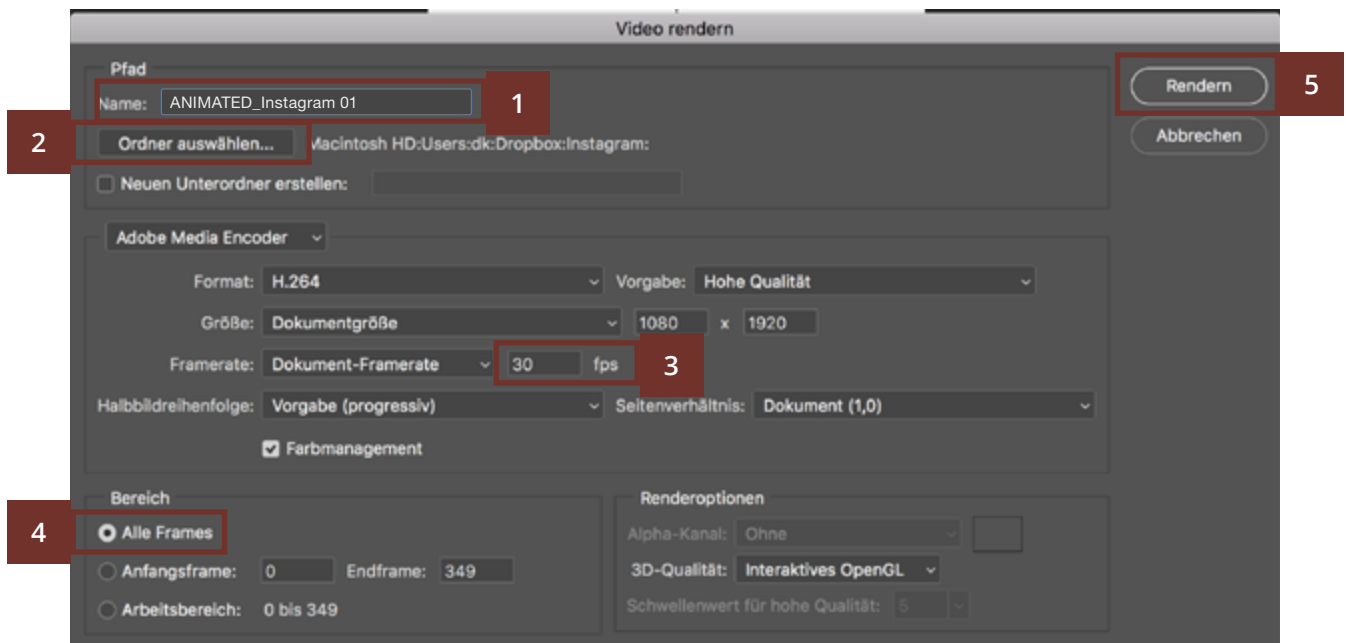 Video rendern
Pfad
Name: ANIMATED_Instagram 01
1
2
Ordner auswählen... Macintosh HD:Users:dk:Dropbox:Instagram:
Neuen Unterordner erstellen:
Rendern
5
Abbrechen
Adobe Media Encoder
Format: H.264 Vorgabe: Hohe Qualität
Größe: Dokumentgröße 1080 x 1920
Framerate: Dokument-Framerate 30 fps 3
Halbbildreihenfolge: Vorgabe (progressiv) Seitenverhältnis: Dokument (1,0)
Farbmanagement
Bereich
4
Alle Frames
Anfangsframe: 0 Endframe: 349
Arbeitsbereich: 0 bis 349
Renderoptionen
Alpha-Kanal: Ohne
3D-Qualität: Interaktives OpenGL
Schwellenwert für hohe Qualität: 5